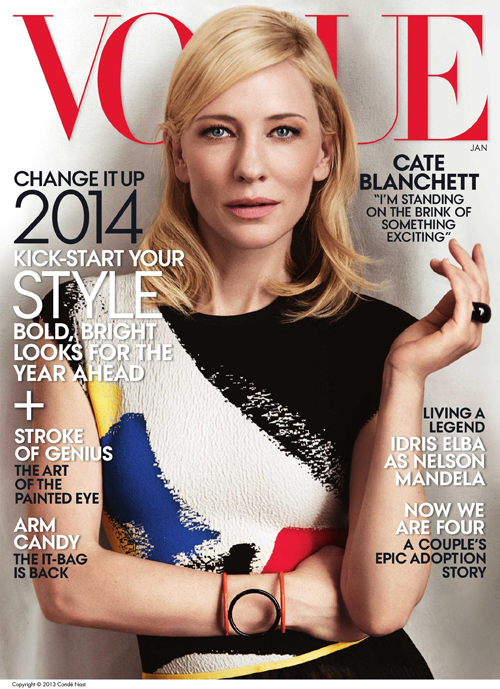 VOGUE
JAN
CHANGE IT UP
2014
KICK-START YOUR
STYLE
BOLD, BRIGHT
LOOKS FOR THE
YEAR AHEAD
+
STROKE
OF GENIUS
THE ART
OF THE
PAINTED EYE
ARM
CANDY
THE IT-BAG
IS BACK
CATE
BLANCHETT
"I'M STANDING
ON THE BRINK OF
SOMETHING
EXCITING"
LIVING A
LEGEND
IDRIS ELBA
AS NELSON
MANDELA
NOW WE
ARE FOUR
A COUPLE'S
EPIC ADOPTION
STORY
Copyright © 2013 Condé Nast